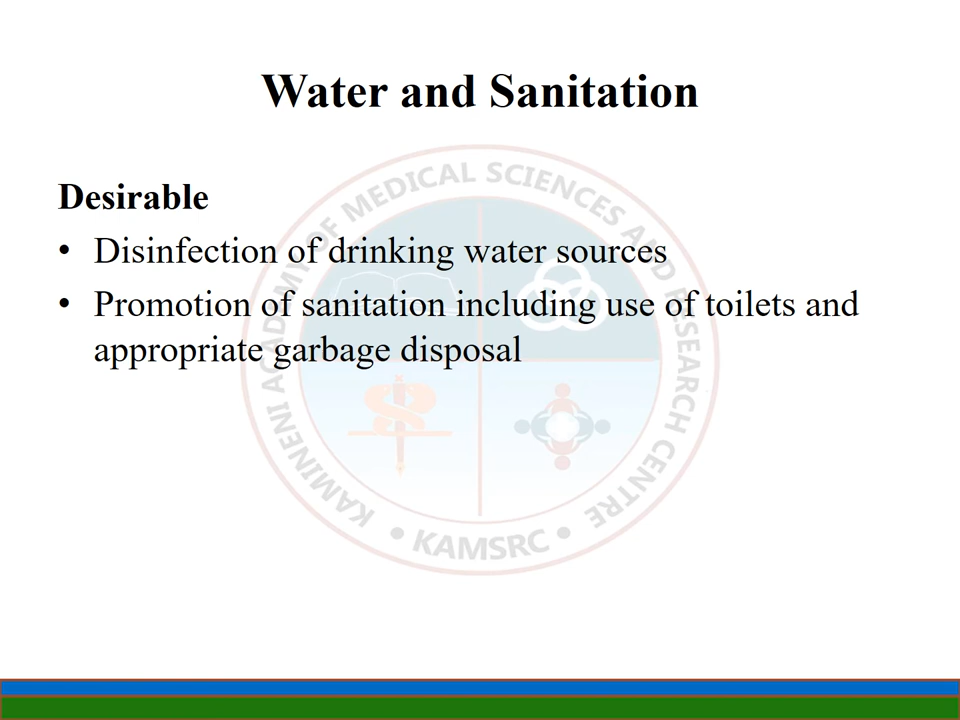 Water and Sanitation
Desirable
• Disinfection of drinking water sources
• Promotion of sanitation including use of toilets and
appropriate garbage disposal
KAMINENI ACADEMY OF MEDICAL SCIENCES AND RESEARCH CENTRE
• KAMSRC •